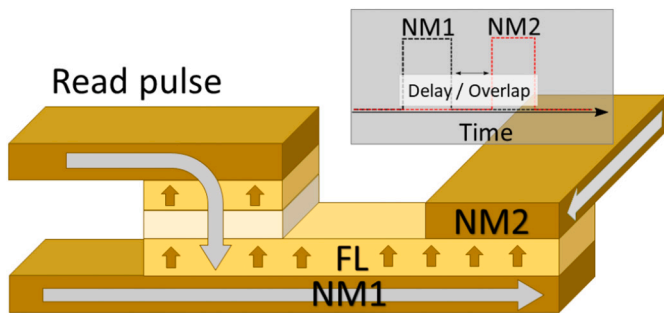 NM1 NM2
Delay / Overlap
Time
Read pulse
NM2
FL
NM1